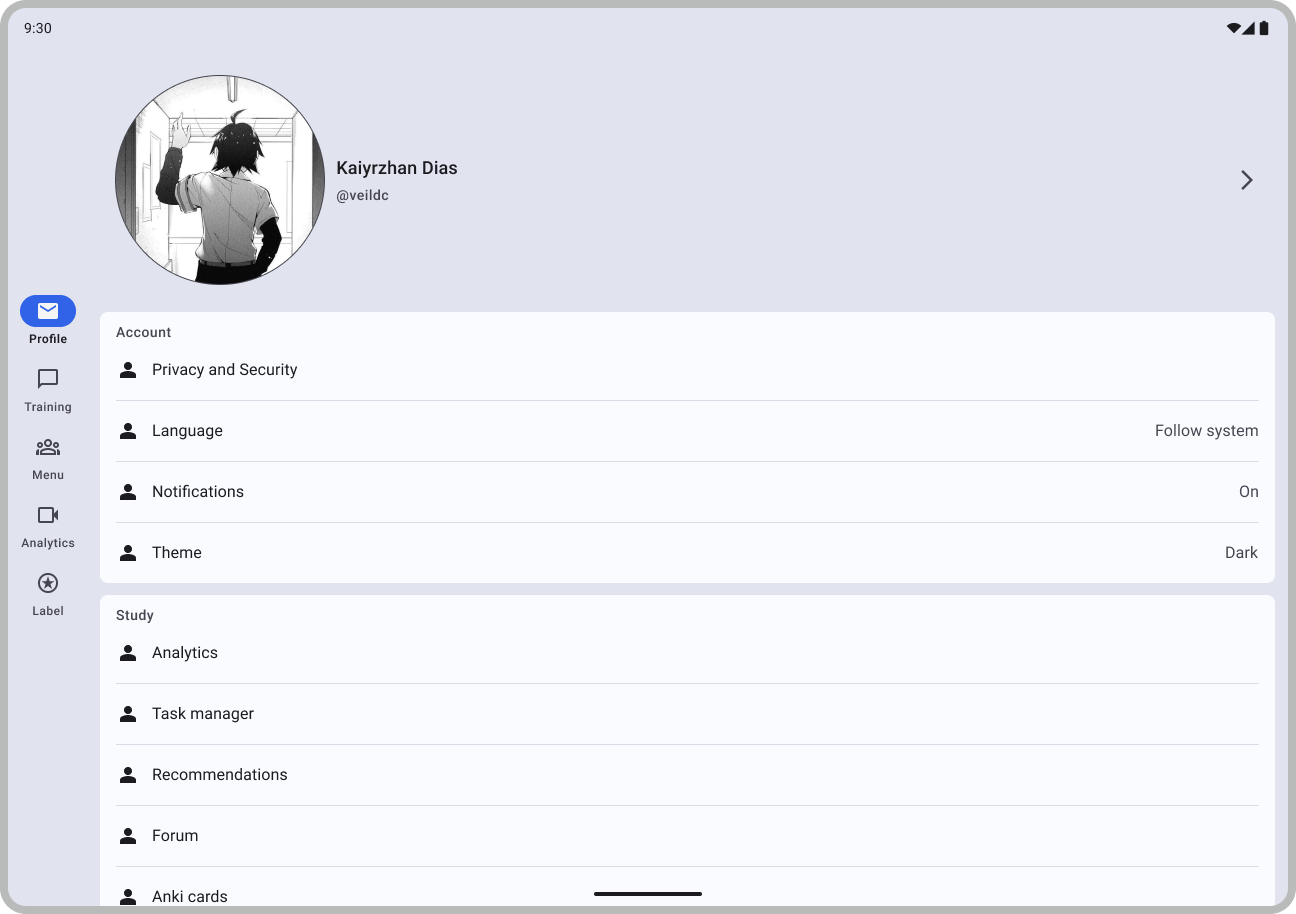 9:30
Kaiyrzhan Dias
@veildc
Profile
Training
Menu
Analytics
Label
Account
Privacy and Security
Language
Follow system
Notifications
On
Theme
Dark
Study
Analytics
Task manager
Recommendations
Forum
Anki cards